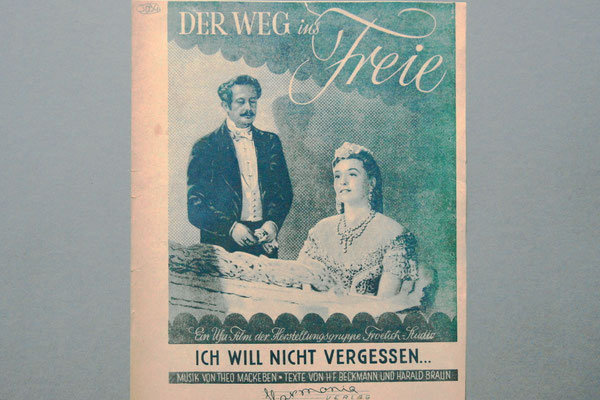 DER WEG ins
Freie
Ein Ufa Film der Herstellungsgruppe Froelich-Studio
ICH WILL NICHT VERGESSEN...
MUSIK VON THEO MACKEBEN • TEXTE VON H.F. BECKMANN UND HARALD BRAUN
Harmonia
VERLAG